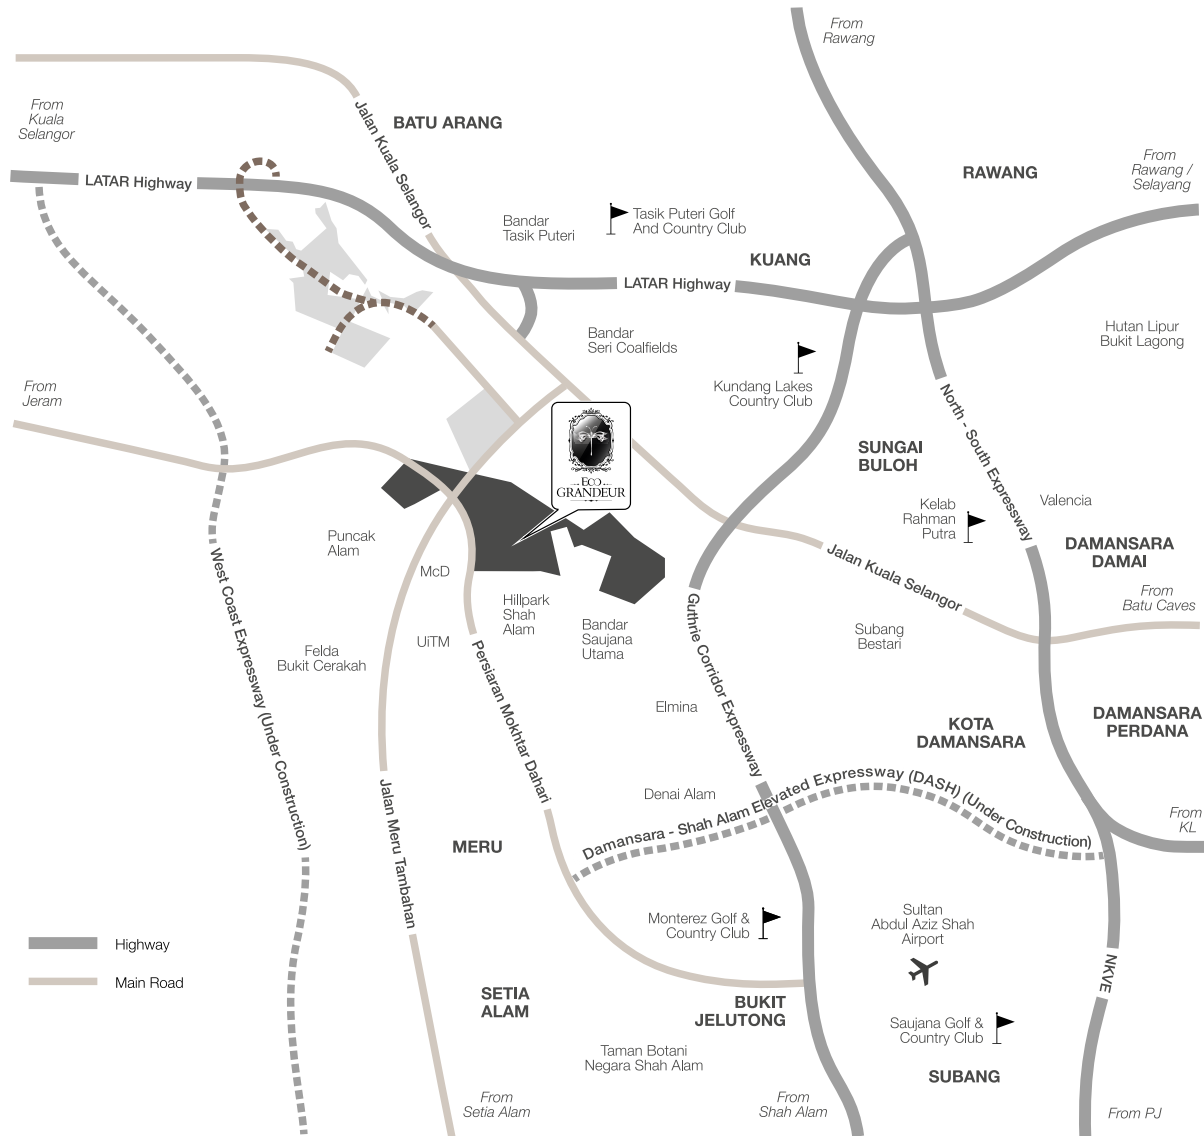 From
Rawang
From
Kuala
Selangor
BATU ARANG
Jalan Kuala Selangor
From
Rawang /
Selayang
RAWANG
LATAR Highway
Bandar
Tasik Puteri
Tasik Puteri Golf
And Country Club
KUANG
LATAR Highway
Bandar
Seri Coalfields
Hutan Lipur
Bukit Lagong
From
Jeram
Kundang Lakes
Country Club
North - South Expressway
SUNGAI
BULOH
ECO
GRANDEUR
Kelab
Rahman
Putra
Valencia
Puncak
Alam
DAMANSARA
DAMAI
McD
Jalan Kuala Selangor
From
Batu Caves
West Coast Expressway (Under Construction)
Hillpark
Shah
Alam
Bandar
Saujana
Utama
Guthrie Corridor Expressway
Subang
Bestari
UiTM
Felda
Bukit Cerakah
Persiaran Mokhtar Dahari
Elmina
KOTA
DAMANSARA
DAMANSARA
PERDANA
Jalan Meru Tambahan
Denai Alam
Damansara - Shah Alam Elevated Expressway (DASH) (Under Construction)
From
KL
MERU
Monterez Golf &
Country Club
Sultan
Abdul Aziz Shah
Airport
Highway
Main Road
NKVE
SETIA
ALAM
BUKIT
JELUTONG
Saujana Golf &
Country Club
Taman Botani
Negara Shah Alam
SUBANG
From
Setia Alam
From
Shah Alam
From PJ